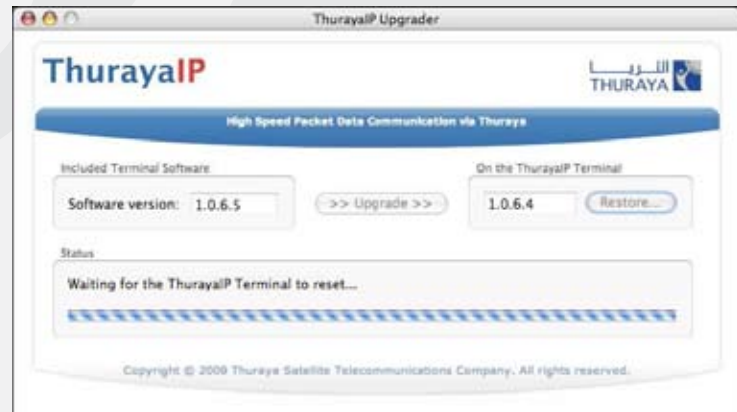 ThurayaIP Upgrader
ThurayaIP
الثريا
THURAYA
High Speed Packet Data Communication via Thuraya
Included Terminal Software
On the ThurayaIP Terminal
Software version: 1.0.6.5
>> Upgrade >>
1.0.6.4
Restore...
Status
Waiting for the ThurayaIP Terminal to reset...
Copyright © 2009 Thuraya Satellite Telecommunications Company. All rights reserved.